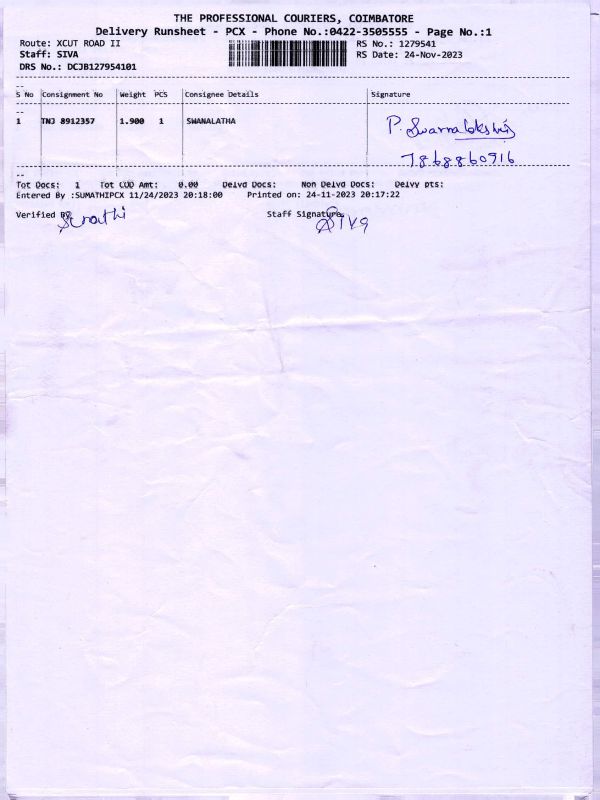 THE PROFESSIONAL COURIERS, COIMBATORE
Delivery Runsheet - PCX - Phone No.:0422-3505555 - Page No.:1
Route: XCUT ROAD II RS No.: 1279541
Staff: SIVA RS Date: 24-Nov-2023
DRS No.: DCJB127954101
S No Consignment No Weight PCS Consignee Details Signature
1 TNJ 8912357 1.900 1 SWANALATHA P. Swarnalakshmi
7868860916
Tot Docs: 1 Tot COD Amt: 0.00 Delvd Docs: Non Delvd Docs: Delvy pts:
Entered By :SUMATHIPCX 11/24/2023 20:18:00 Printed on: 24-11-2023 20:17:22
Verified By Staff Signature
Siva